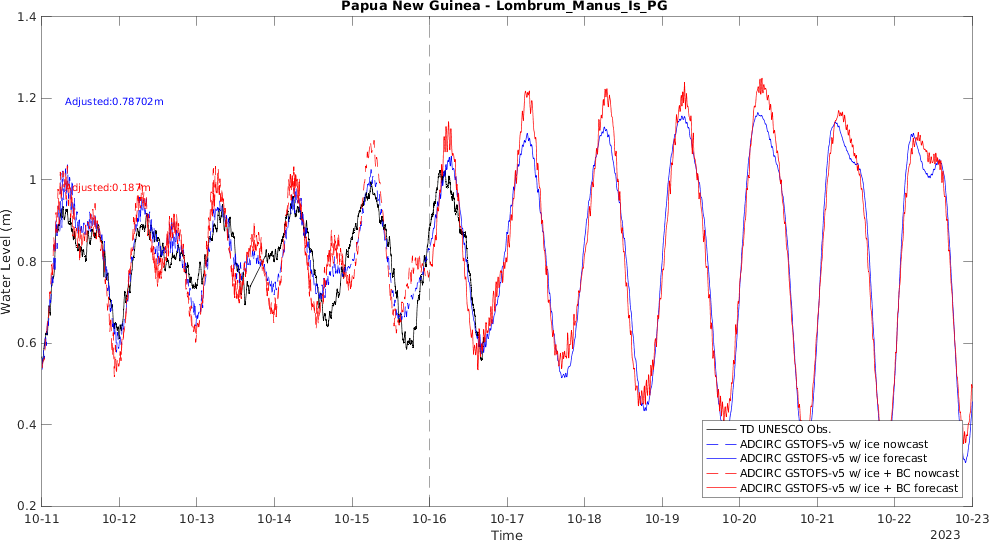 Papua New Guinea - Lombrum_Manus_Is_PG
1.4
1.2
1
0.8
0.6
0.4
0.2
Water Level (m)
Adjusted:0.78702m
Adjusted:0.187m
TD UNESCO Obs.
ADCIRC GSTOFS-v5 w/ ice nowcast
ADCIRC GSTOFS-v5 w/ ice forecast
ADCIRC GSTOFS-v5 w/ ice + BC nowcast
ADCIRC GSTOFS-v5 w/ ice + BC forecast
10-11 10-12 10-13 10-14 10-15 10-16 10-17 10-18 10-19 10-20 10-21 10-22 10-23
Time
2023